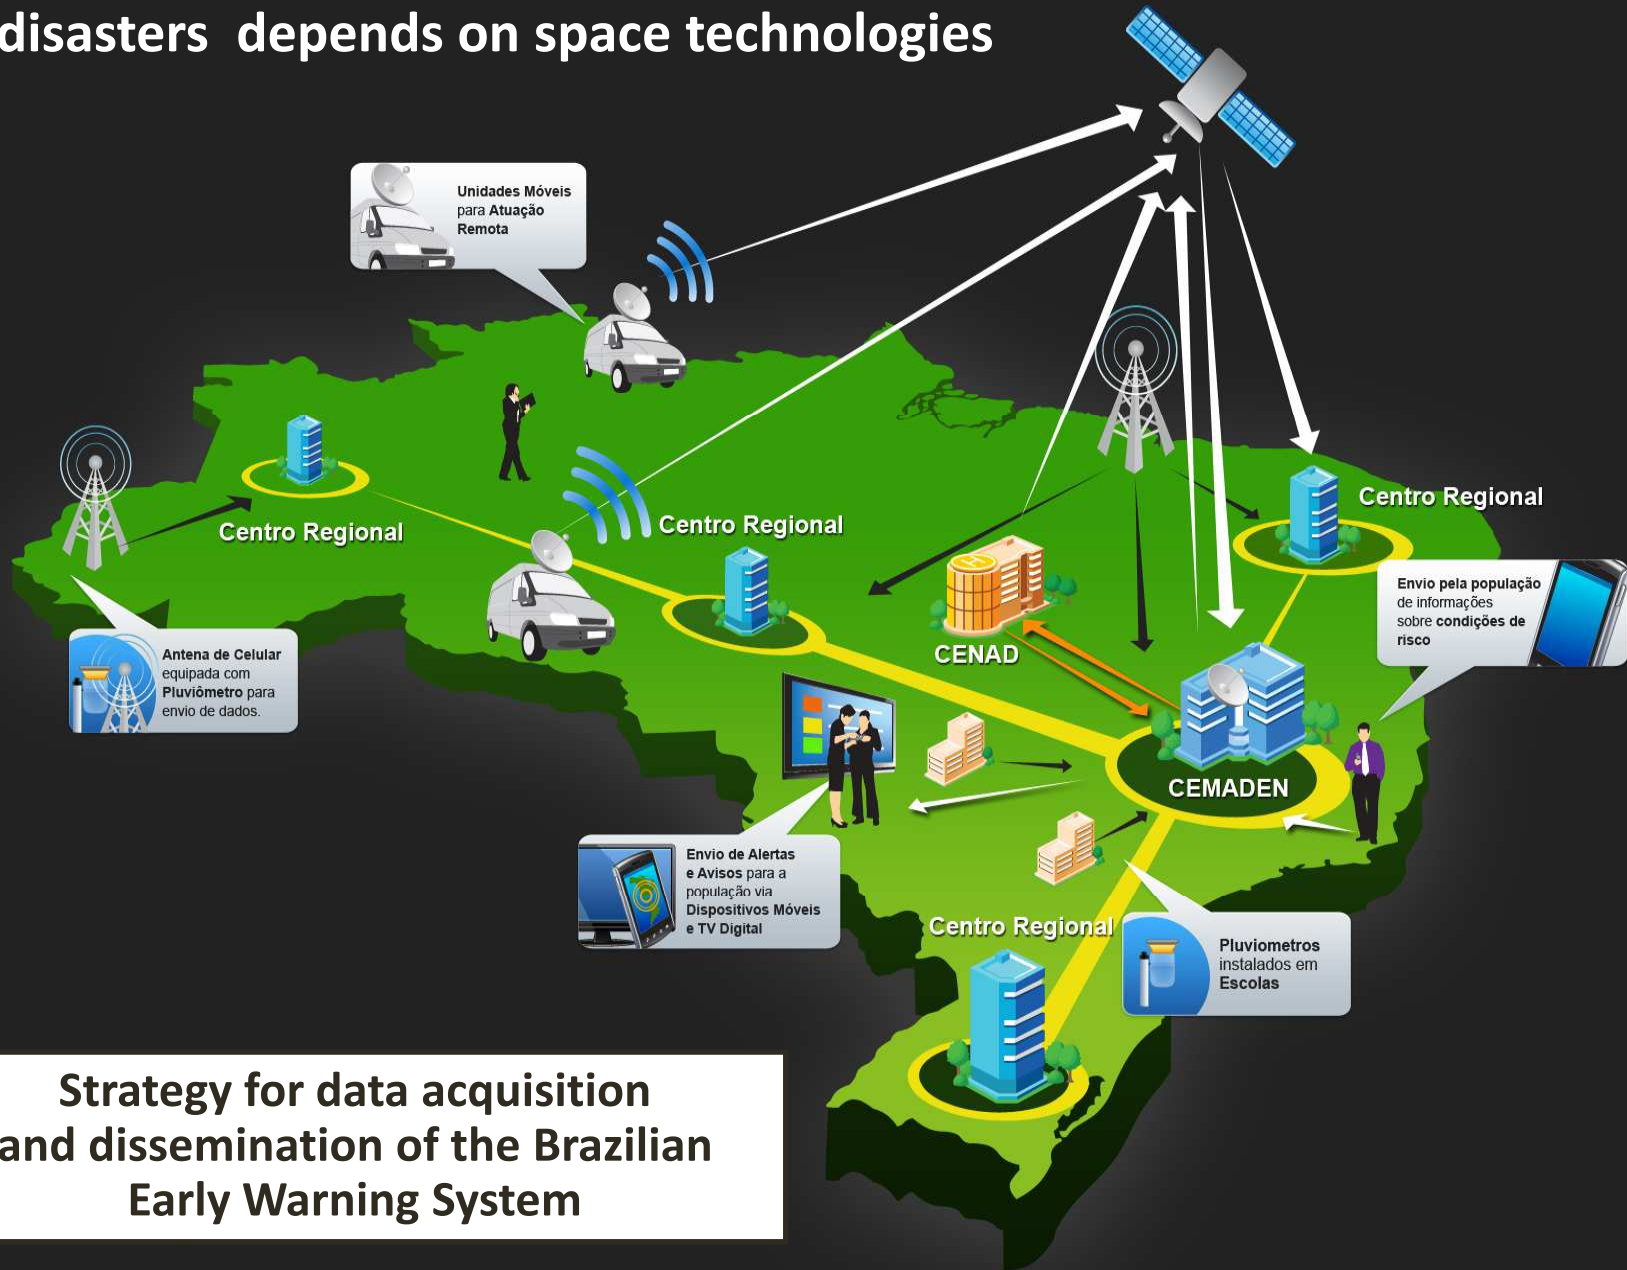 disasters depends on space technologies
Unidades Móveis
para Atuação
Remota
Centro Regional
Centro Regional
Centro Regional
Envio pela população
de informações
sobre condições de
risco
CENAD
Antena de Celular
equipada com
Pluviômetro para
envio de dados.
CEMADEN
Envio de Alertas
e Avisos para a
população via
Dispositivos Móveis
e TV Digital
Centro Regional
Pluviometros
instalados em
Escolas
Strategy for data acquisition
and dissemination of the Brazilian
Early Warning System